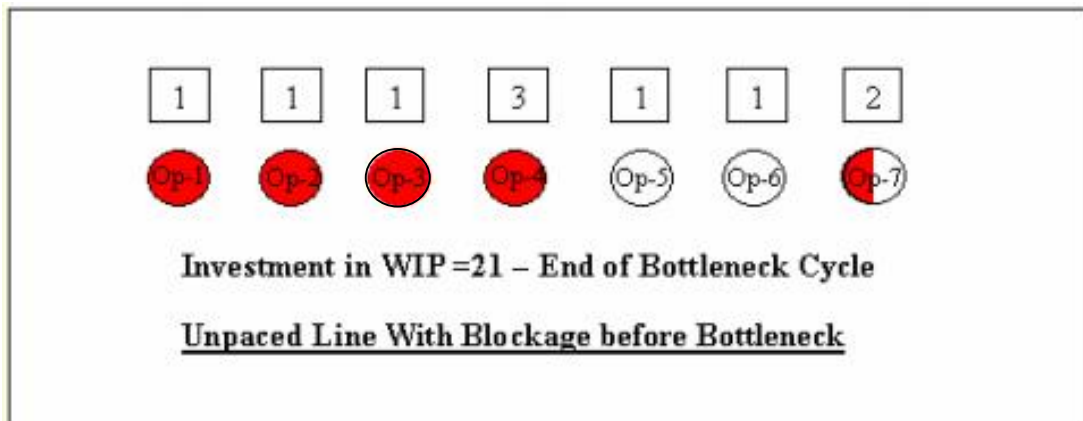 1 1 1 3 1 1 2
Op-1 Op-2 Op-3 Op-4 Op-5 Op-6 Op-7
Investment in WIP =21 – End of Bottleneck Cycle
Unpaced Line With Blockage before Bottleneck